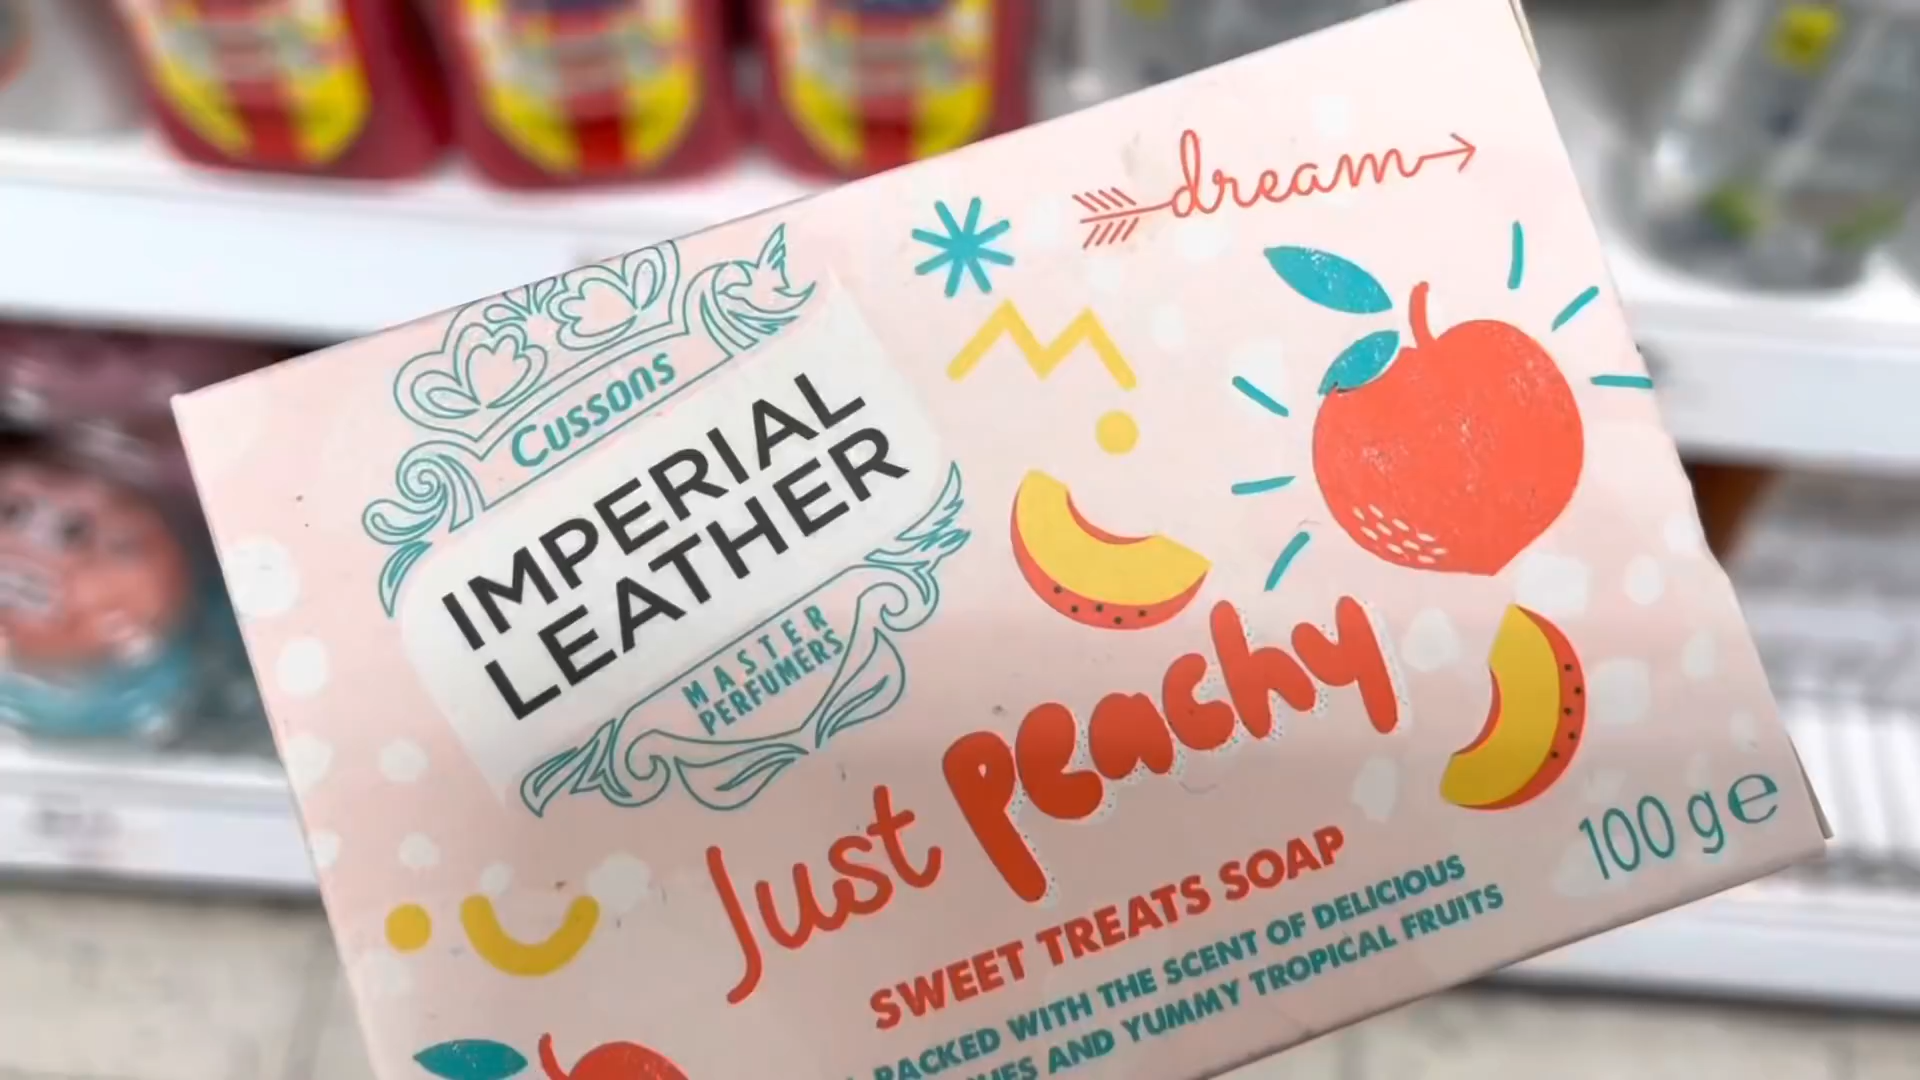 dream
Cussons
IMPERIAL
LEATHER
MASTER
PERFUMERS
Just peachy
SWEET TREATS SOAP
PACKED WITH THE SCENT OF DELICIOUS
AND YUMMY TROPICAL FRUITS
100 g e